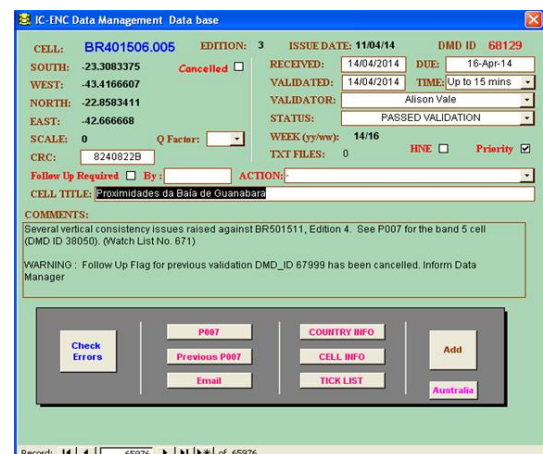 IC-ENC Data Management Data base
CELL: BR401506.005 EDITION: 3 ISSUE DATE: 11/04/14 DMD ID 68129
SOUTH: -23.3083375 Cancelled RECEIVED: 14/04/2014 DUE: 16-Apr-14
WEST: -43.4166607 VALIDATED: 14/04/2014 TIME: Up to 15 mins
NORTH: -22.8583411 VALIDATOR: Alison Vale
EAST: -42.666668 STATUS: PASSED VALIDATION
SCALE: 0 Q Factor: WEEK (yy/ww): 14/16
CRC: 8240822B TXT FILES: 0 HNE Priority
Follow Up Required By: ACTION: -
CELL TITLE: Proximidades da Baía de Guanabara
COMMENTS:
Several vertical consistency issues raised against BR501511, Edition 4. See P007 for the band 5 cell
(DMD ID 38050). (Watch List No. 671)
WARNING : Follow Up Flag for previous validation DMD_ID 67999 has been cancelled. Inform Data
Manager
Check Errors
P007
Previous P007
Email
COUNTRY INFO
CELL INFO
TICK LIST
Add
Australia
Record: 65976 of 65976